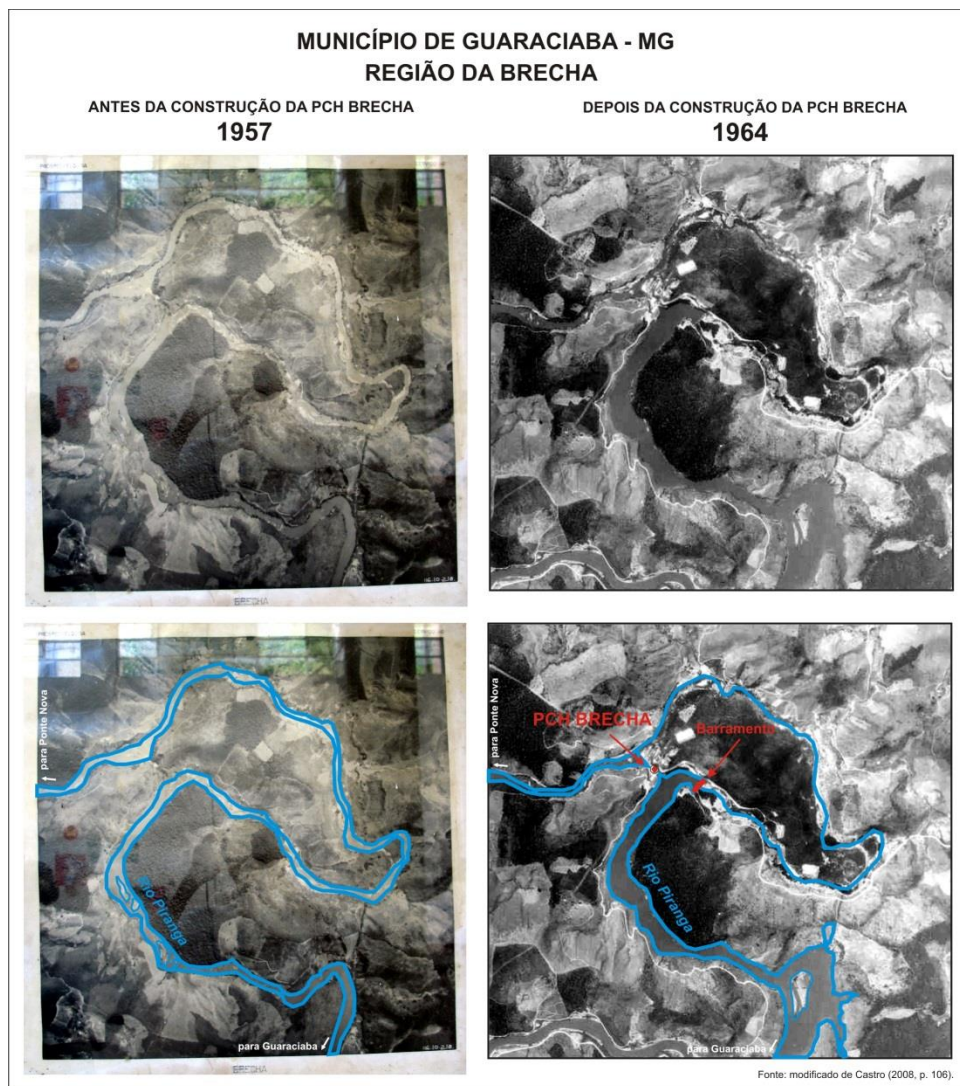 MUNICÍPIO DE GUARACIABA - MG
REGIÃO DA BRECHA
ANTES DA CONSTRUÇÃO DA PCH BRECHA
1957
DEPOIS DA CONSTRUÇÃO DA PCH BRECHA
1964
BRECHA
para Ponte Nova
Rio Piranga
para Guaraciaba
BRECHA
para Ponte Nova
PCH BRECHA
Barramento
Rio Piranga
para Guaraciaba
Fonte: modificado de Castro (2008, p. 106).